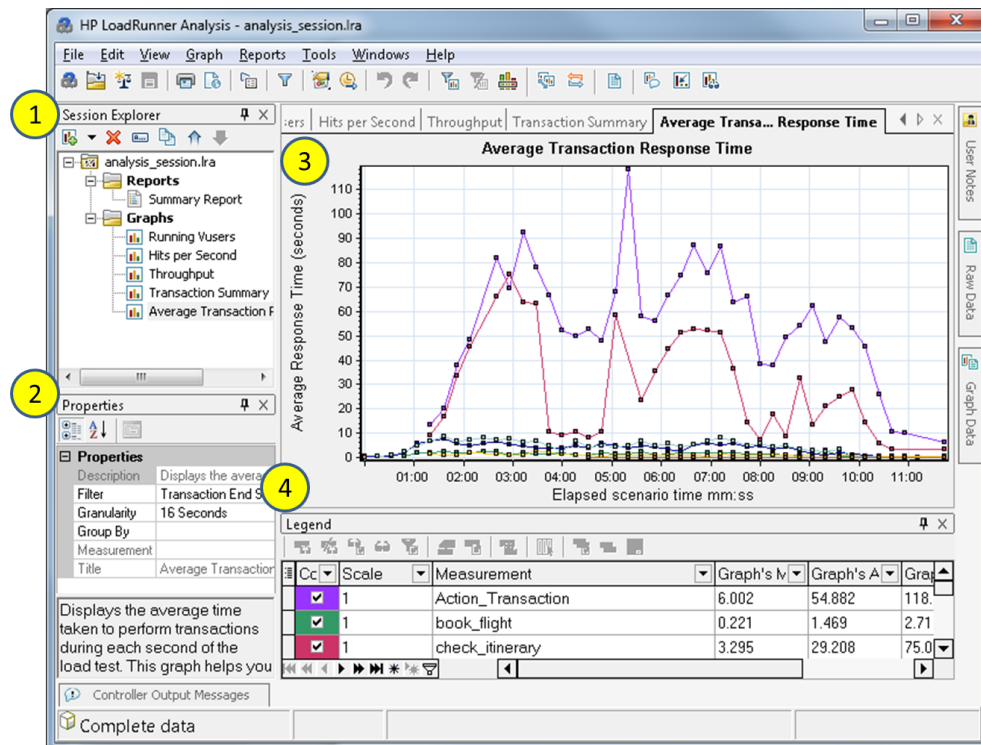 HP LoadRunner Analysis - analysis_session.lra
File Edit View Graph Reports Tools Windows Help
1
Session Explorer
analysis_session.lra
Reports
Summary Report
Graphs
Running Vusers
Hits per Second
Throughput
Transaction Summary
Average Transaction
2
Properties
Properties
Description Displays the avera
Filter Transaction End S
Granularity 16 Seconds
Group By
Measurement
Title Average Transaction
Displays the average time
taken to perform transactions
during each second of the
load test. This graph helps you
Controller Output Messages
Complete data
Hits per Second Throughput Transaction Summary Average Transa... Response Time
3
Average Transaction Response Time
Average Response Time (seconds)
110
100
90
80
70
60
50
40
30
20
10
0
01:00 02:00 03:00 04:00 05:00 06:00 07:00 08:00 09:00 10:00 11:00
Elapsed scenario time mm:ss
4
Legend
Scale Measurement Graph's Graph's A
1 Action_Transaction 6.002 54.882 118.
1 book_flight 0.221 1.469 2.71
1 check_itinerary 3.295 29.208 75.0
User Notes
Raw Data
Graph Data